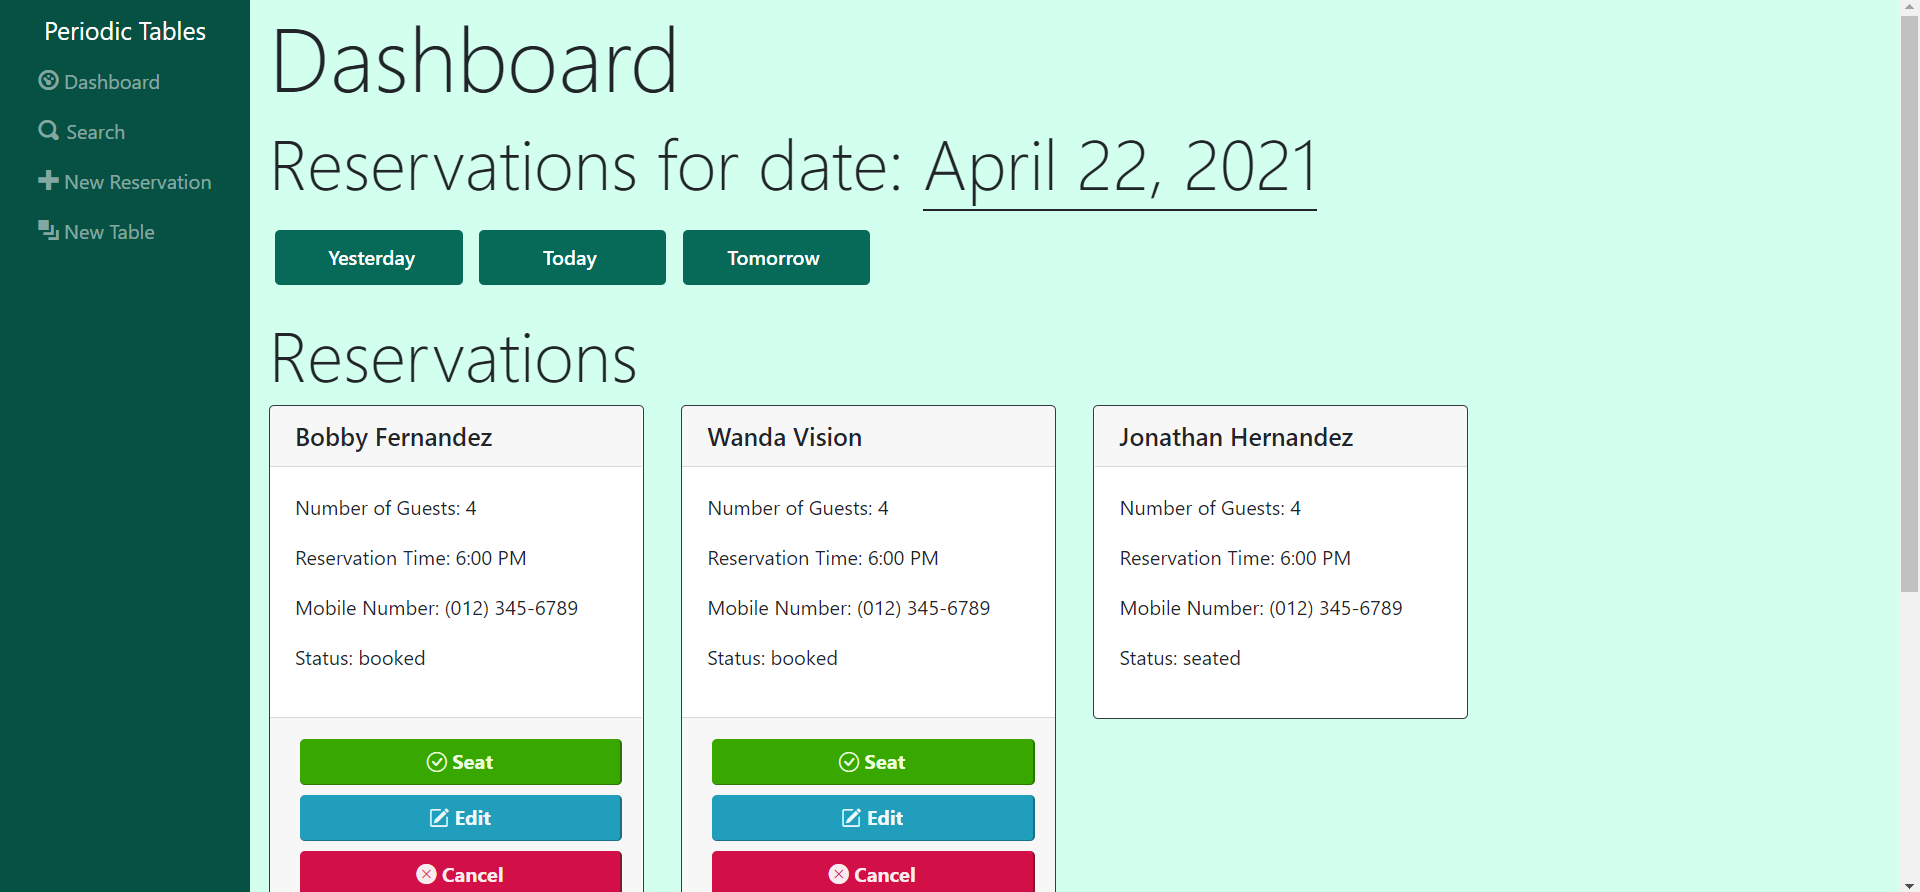 Periodic Tables
Dashboard
Search
New Reservation
New Table
Dashboard
Reservations for date: April 22, 2021
Yesterday
Today
Tomorrow
Reservations
Bobby Fernandez
Number of Guests: 4
Reservation Time: 6:00 PM
Mobile Number: (012) 345-6789
Status: booked
Seat
Edit
Cancel
Wanda Vision
Number of Guests: 4
Reservation Time: 6:00 PM
Mobile Number: (012) 345-6789
Status: booked
Seat
Edit
Cancel
Jonathan Hernandez
Number of Guests: 4
Reservation Time: 6:00 PM
Mobile Number: (012) 345-6789
Status: seated